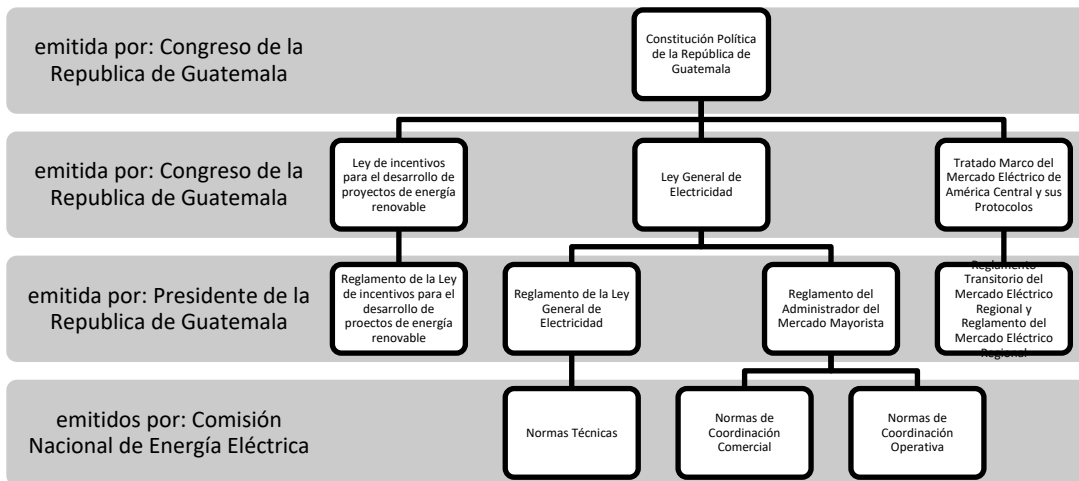 emitida por: Congreso de la
Republica de Guatemala
Constitución Política
de la República de
Guatemala
emitida por: Congreso de la
Republica de Guatemala
Ley de incentivos
para el desarrollo de
proyectos de energía
renovable
Ley General de
Electricidad
Tratado Marco del
Mercado Eléctrico de
América Central y sus
Protocolos
emitida por: Presidente de la
Republica de Guatemala
Reglamento de la Ley
de incentivos para el
desarrollo de
proectos de energía
renovable
Reglamento de la Ley
General de
Electricidad
Reglamento del
Administrador del
Mercado Mayorista
Reglamento
Transitorio del
Mercado Eléctrico
Regional y
Reglamento del
Mercado Eléctrico
Regional
emitidos por: Comisión
Nacional de Energía Eléctrica
Normas Técnicas
Normas de
Coordinación
Comercial
Normas de
Coordinación
Operativa